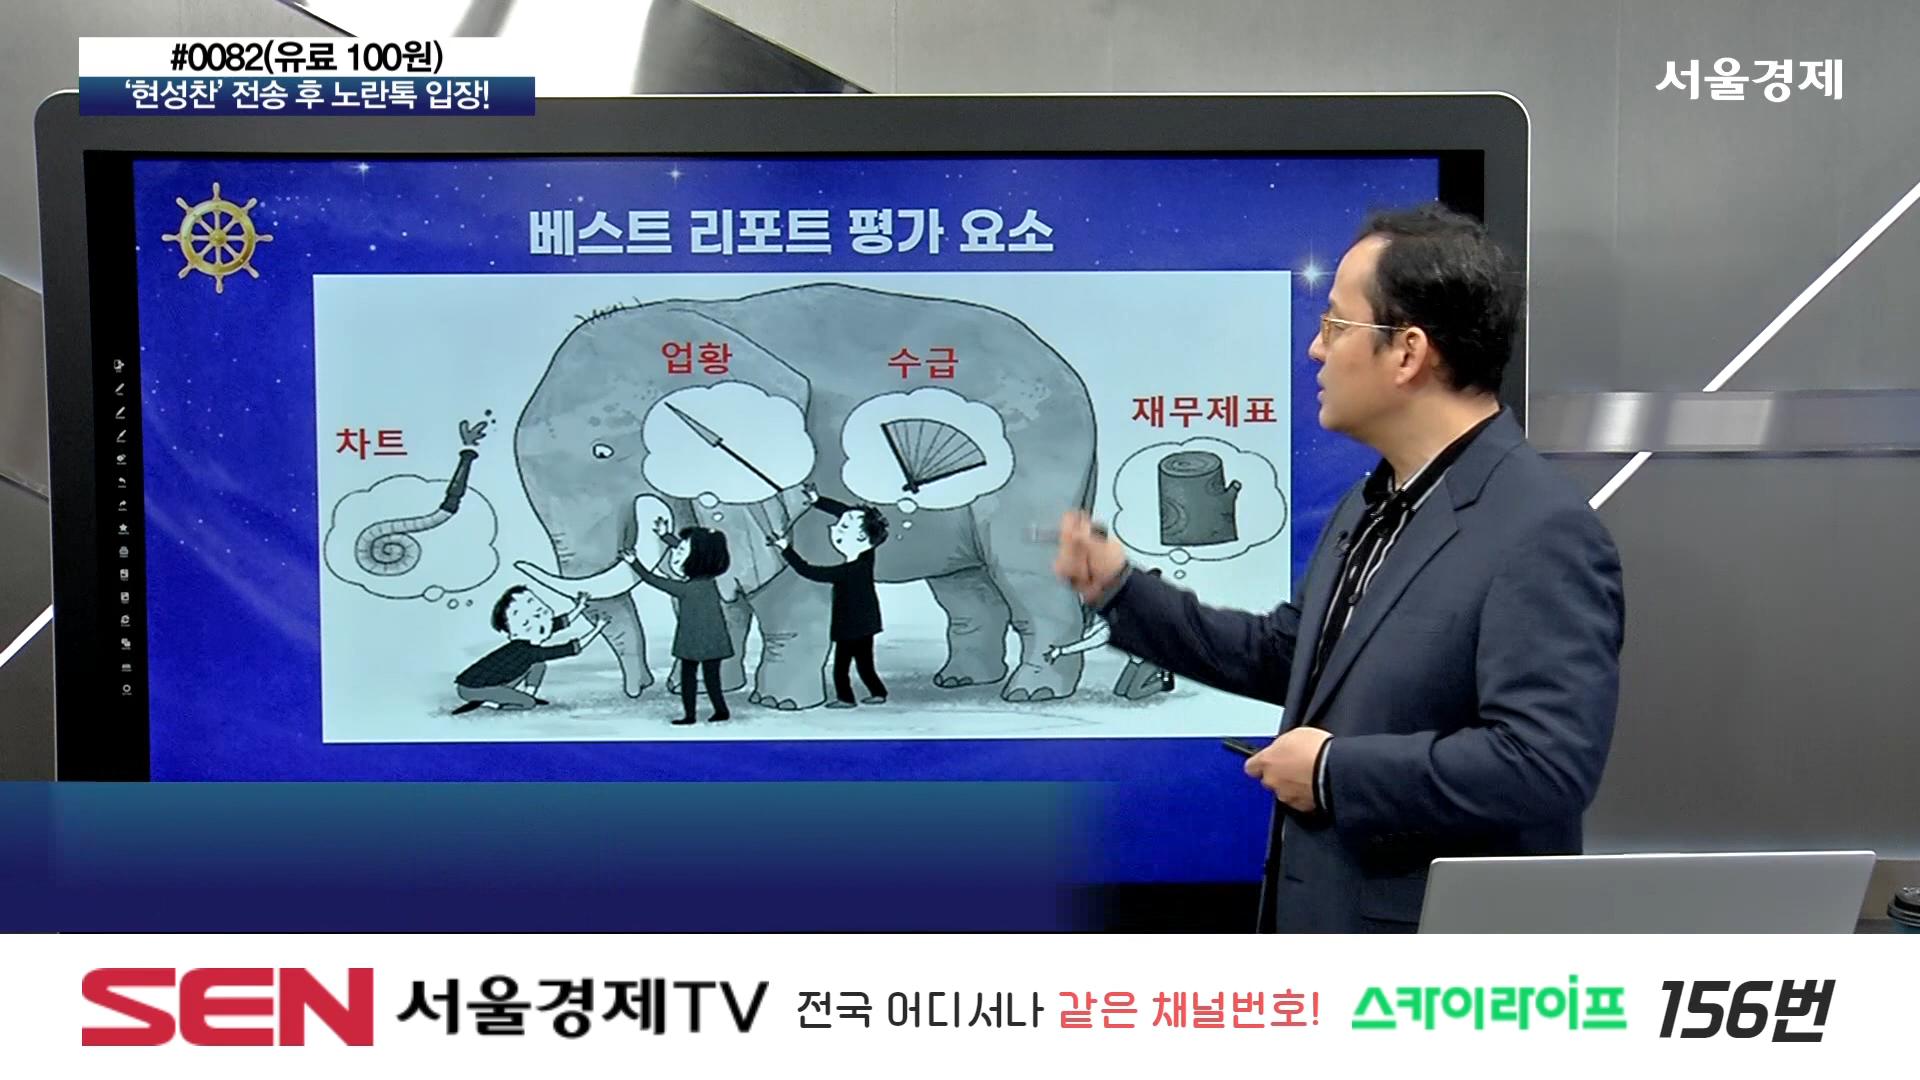 #0082(유료 100원)
‘현성찬’ 전송 후 노란톡 입장!
서울경제
베스트 리포트 평가 요소
업황
수급
차트
재무제표
SEN 서울경제TV 전국 어디서나 같은 채널번호! 스카이라이프 156번